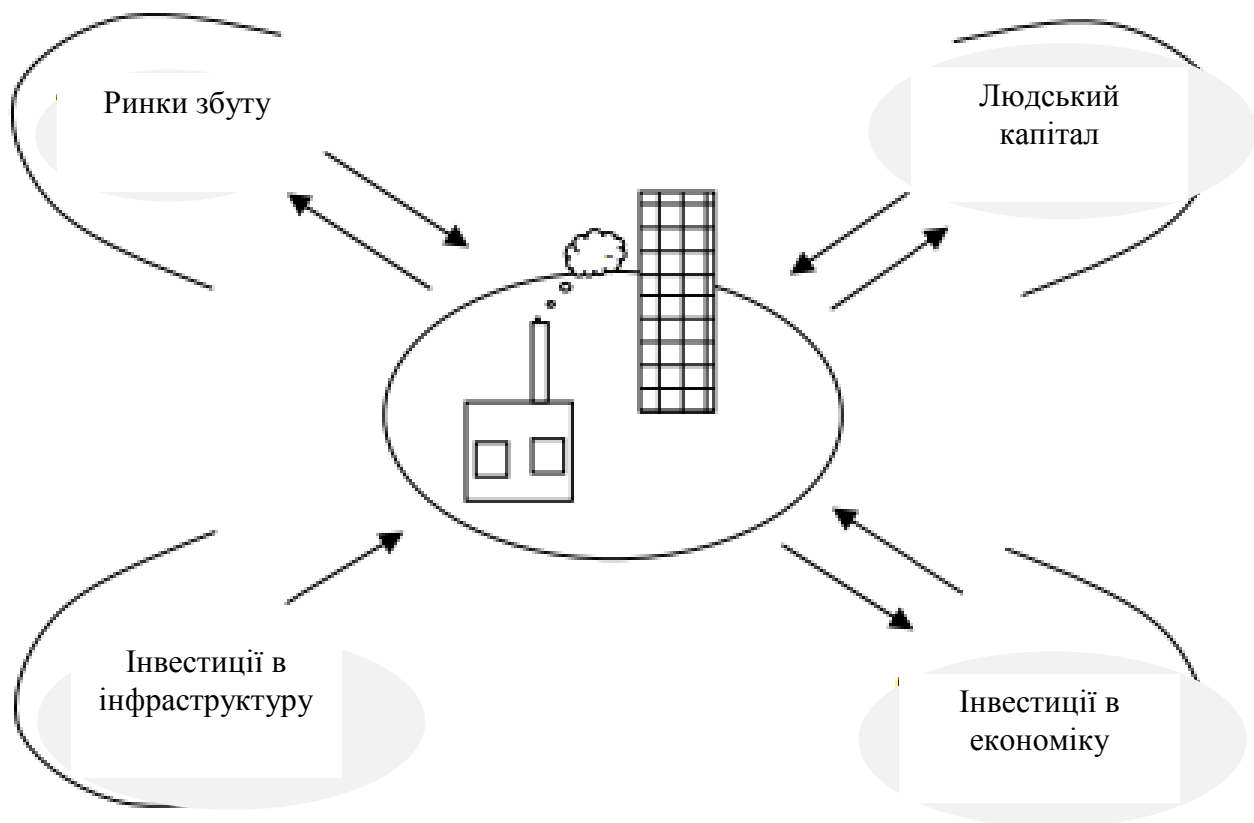 Ринки збуту
Людський
капітал
Інвестиції в
інфраструктуру
Інвестиції в
економіку